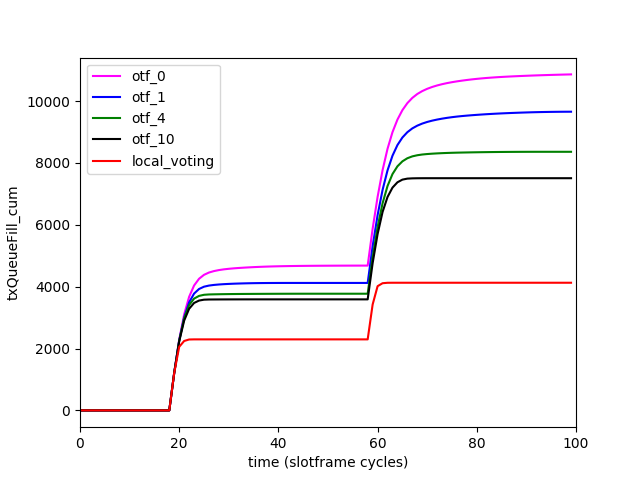 otf_0
otf_1
otf_4
otf_10
local_voting
10000
8000
6000
4000
2000
0
txQueueFill_cum
0 20 40 60 80 100
time (slotframe cycles)